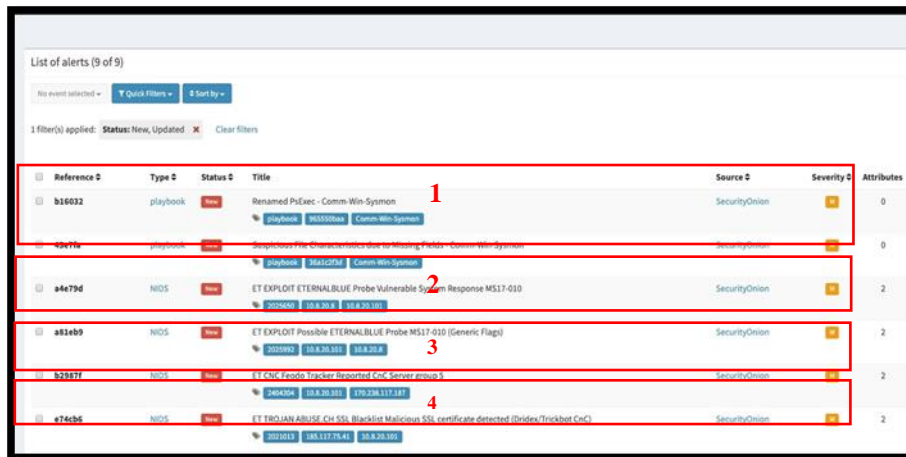 List of alerts (9 of 9)
No event selected Quick Filters Sort by
1 filter(s) applied: Status: New, Updated Clear filters
Reference Type Status Title Source Severity Attributes
1
b16032 playbook New Renamed PsExec - Comm-Win-Sysmon SecurityOnion M 0
playbook 965550baa Comm-Win-Sysmon
playbook New Suspicious File Characteristics due to Missing Fields - Comm-Win-Sysmon SecurityOnion M 0
playbook Comm-Win-Sysmon
2
a4e79d NIDS New ET EXPLOIT ETERNALBLUE Probe Vulnerable System Response MS17-010 SecurityOnion M 2
2025650 10.8.20.8 10.8.20.101
a81eb9 NIDS New ET EXPLOIT Possible ETERNALBLUE Probe MS17-010 (Generic Flags) SecurityOnion M 2
2025992 10.8.20.101 10.8.20.8
3
b2987f NIDS New ET CNC Feodo Tracker Reported CnC Server group 5 SecurityOnion M 2
2404304 10.8.20.101 170.238.117.187
4
e74cb6 NIDS New ET TROJAN ABUSE.CH SSL Blacklist Malicious SSL certificate detected (Dridex/Trickbot CnC) SecurityOnion M 2
2021013 185.117.75.41 10.8.20.101